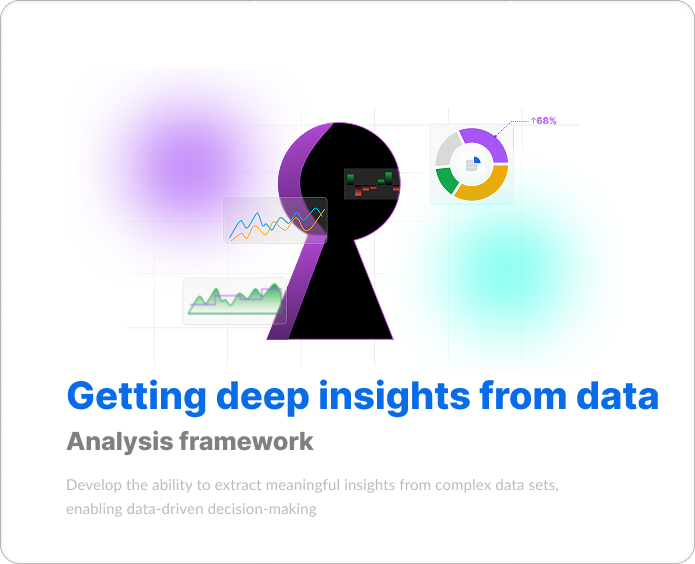 ↑68%
Getting deep insights from data
Analysis framework
Develop the ability to extract meaningful insights from complex data sets,
enabling data-driven decision-making